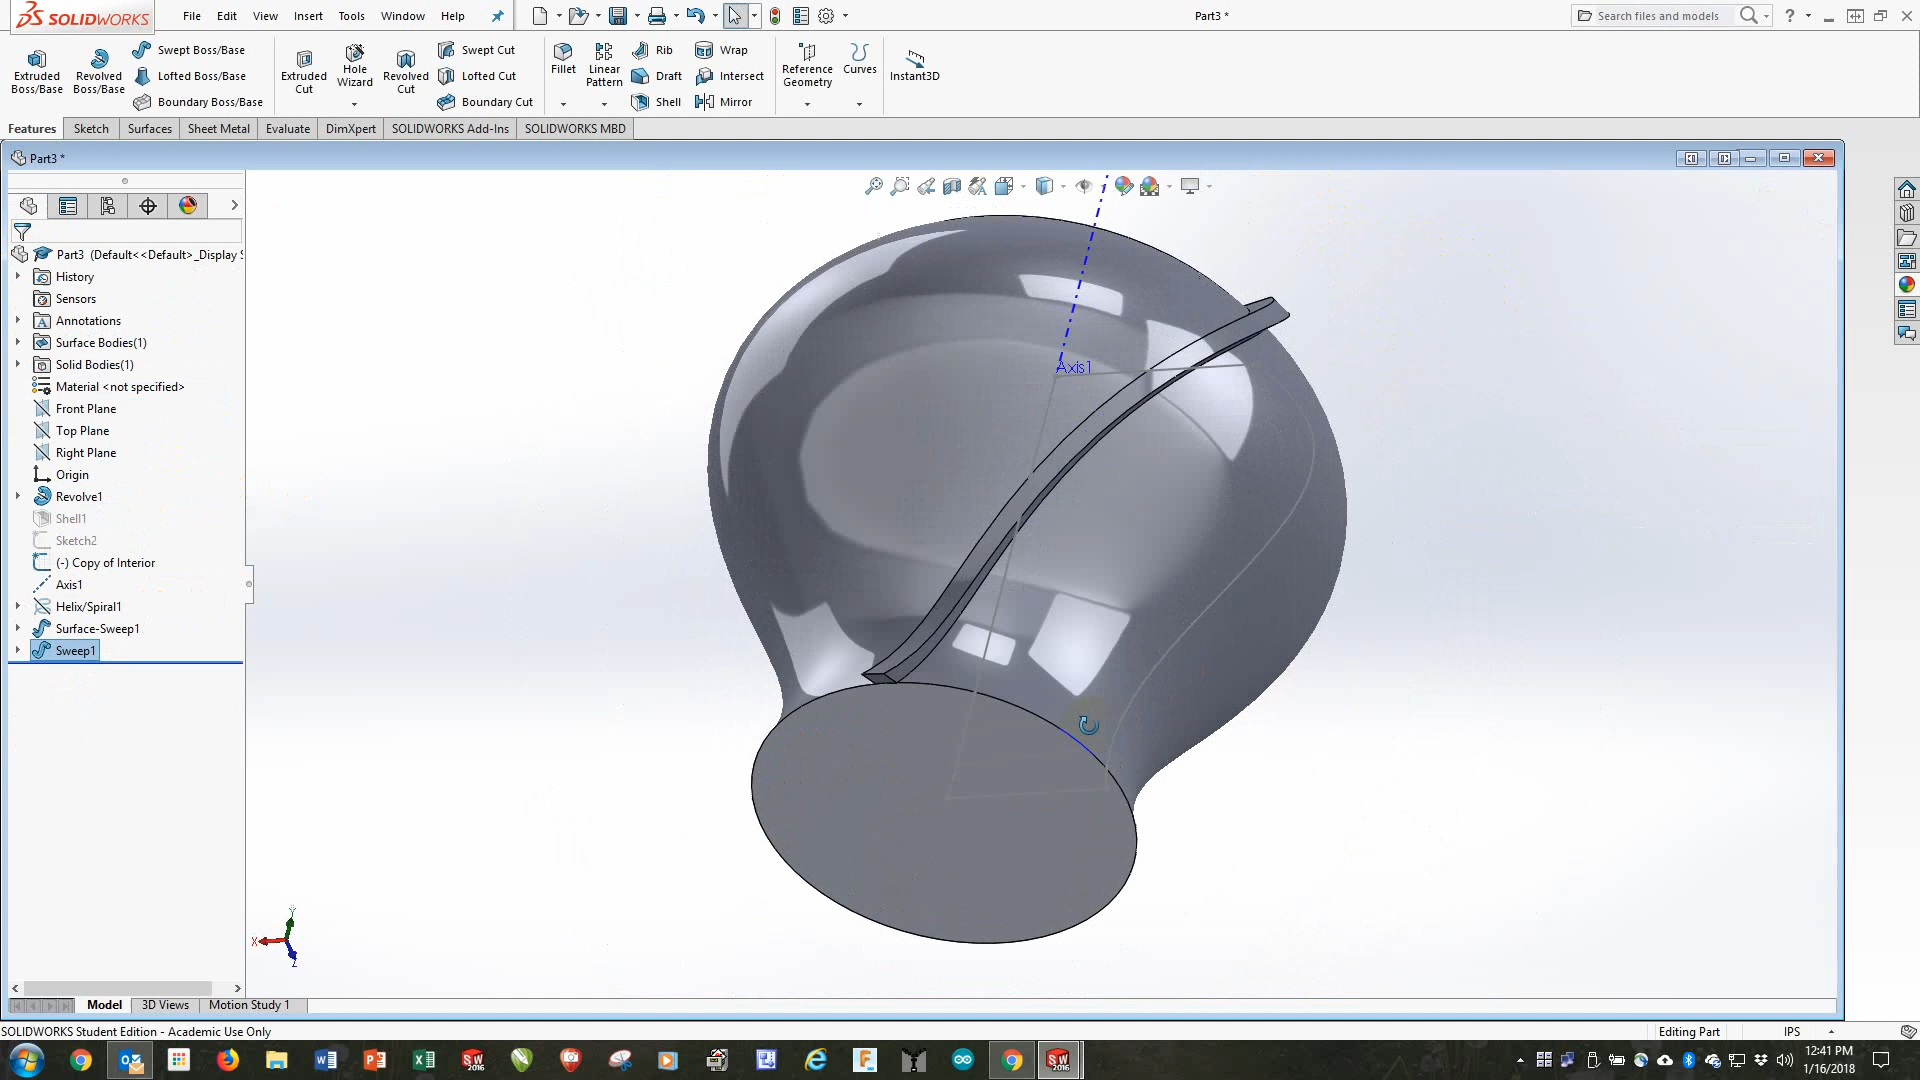 SOLIDWORKS File Edit View Insert Tools Window Help Part3 * Search files and models ?
Extruded Boss/Base
Revolved Boss/Base
Swept Boss/Base
Lofted Boss/Base
Boundary Boss/Base
Extruded Cut
Hole Wizard
Revolved Cut
Swept Cut
Lofted Cut
Boundary Cut
Fillet
Linear Pattern
Rib
Draft
Shell
Wrap
Intersect
Mirror
Reference Geometry
Curves
Instant3D
Features Sketch Surfaces Sheet Metal Evaluate DimXpert SOLIDWORKS Add-Ins SOLIDWORKS MBD
Part3 *
Part3 (Default<<Default>_Display S
History
Sensors
Annotations
Surface Bodies(1)
Solid Bodies(1)
Material <not specified>
Front Plane
Top Plane
Right Plane
Origin
Revolve1
Shell1
Sketch2
(-) Copy of Interior
Axis1
Helix/Spiral1
Surface-Sweep1
Sweep1
Axis1
Y
X
Z
Model 3D Views Motion Study 1
SOLIDWORKS Student Edition - Academic Use Only Editing Part IPS
12:41 PM
1/16/2018